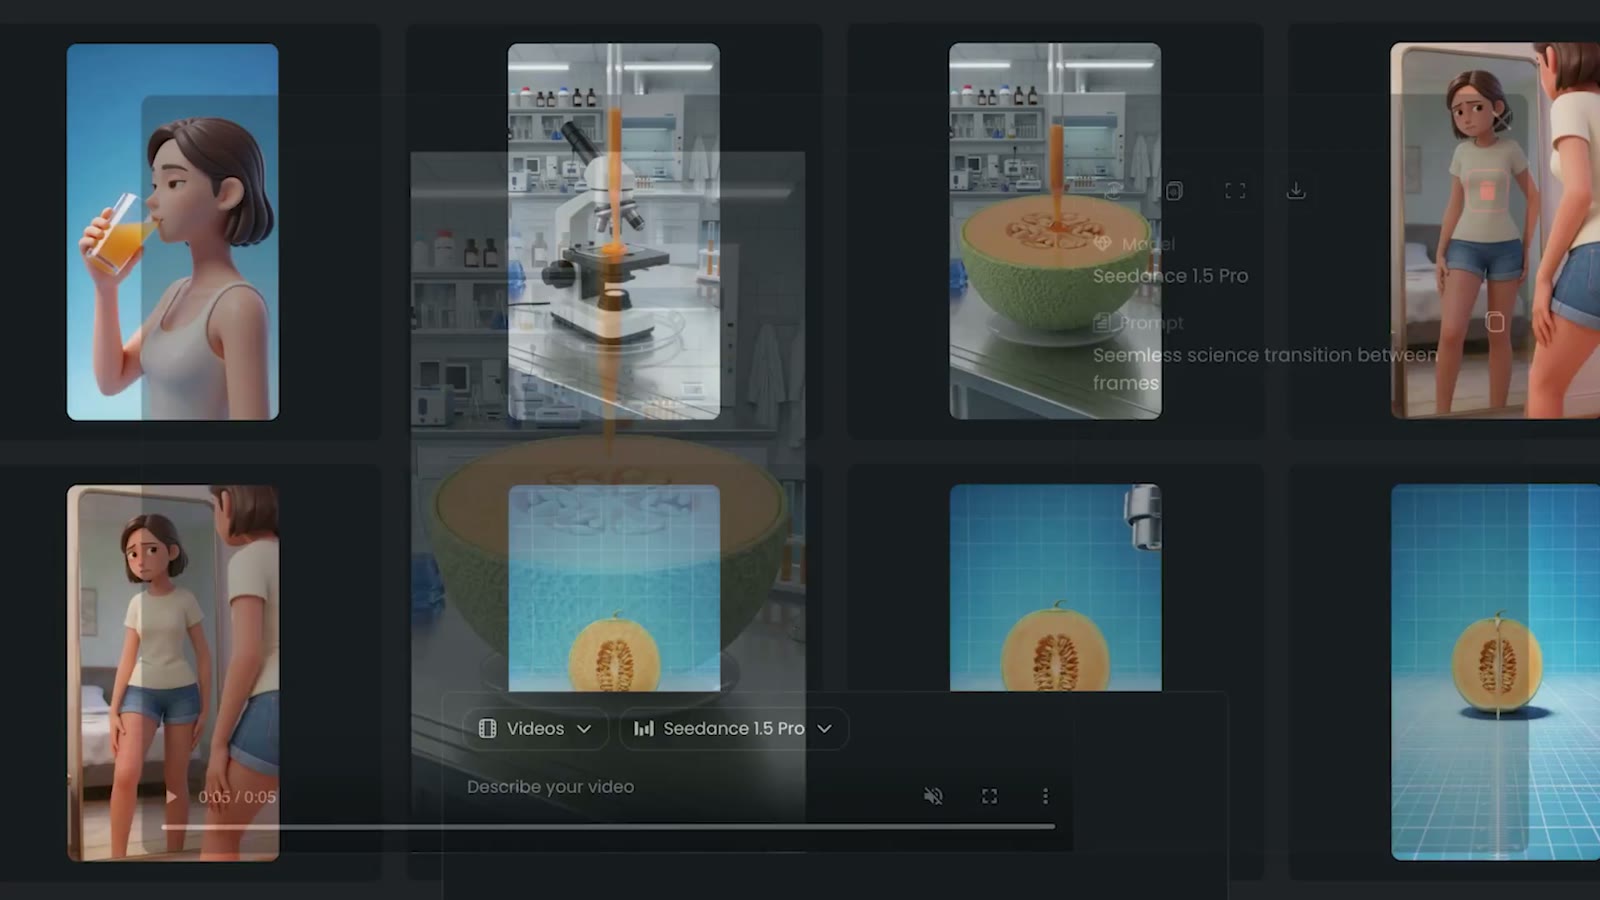 Model
Seedance 1.5 Pro
Prompt
Seemless science transition between
frames
Videos
Seedance 1.5 Pro
Describe your video
0:05 / 0:05